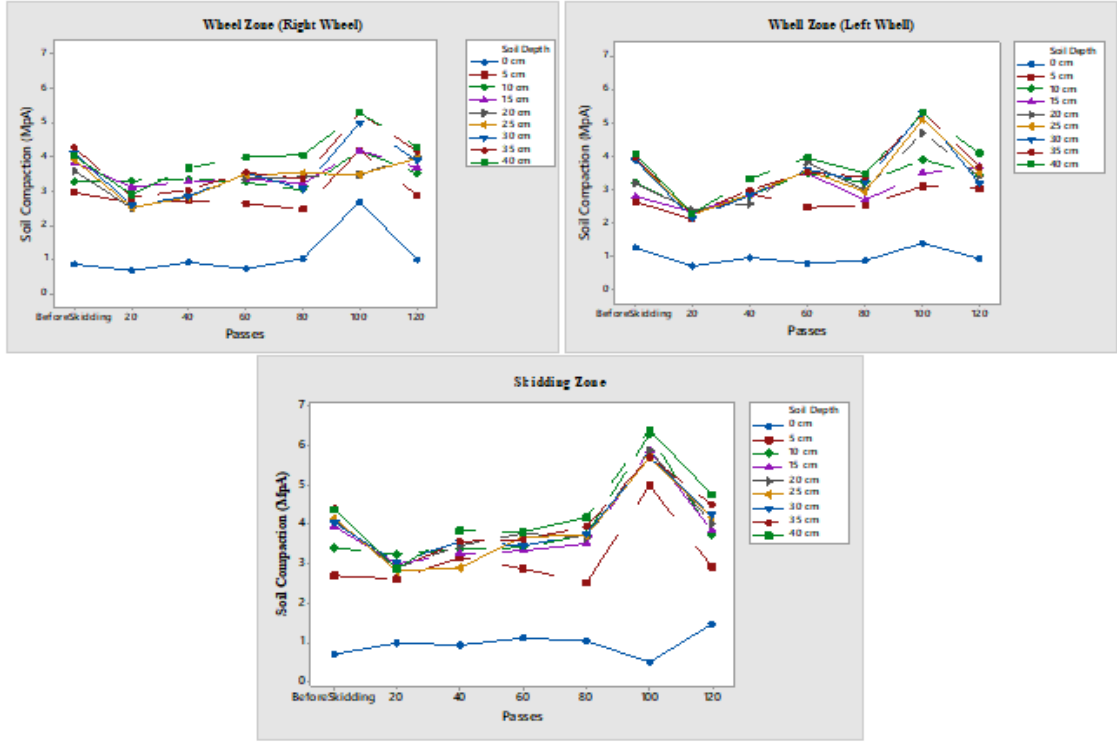 Wheel Zone (Right Wheel)
Soil Compaction (MpA)
7
6
5
4
3
2
1
0
BeforeSkidding 20 40 60 80 100 120
Passes
Soil Depth
0 cm
5 cm
10 cm
15 cm
20 cm
25 cm
30 cm
35 cm
40 cm
Whell Zone (Left Whell)
Soil Compaction (MpA)
7
6
5
4
3
2
1
0
BeforeSkidding 20 40 60 80 100 120
Passes
Soil Depth
0 cm
5 cm
10 cm
15 cm
20 cm
25 cm
30 cm
35 cm
40 cm
Skidding Zone
Soil Compaction (MpA)
7
6
5
4
3
2
1
0
BeforeSkidding 20 40 60 80 100 120
Passes
Soil Depth
0 cm
5 cm
10 cm
15 cm
20 cm
25 cm
30 cm
35 cm
40 cm